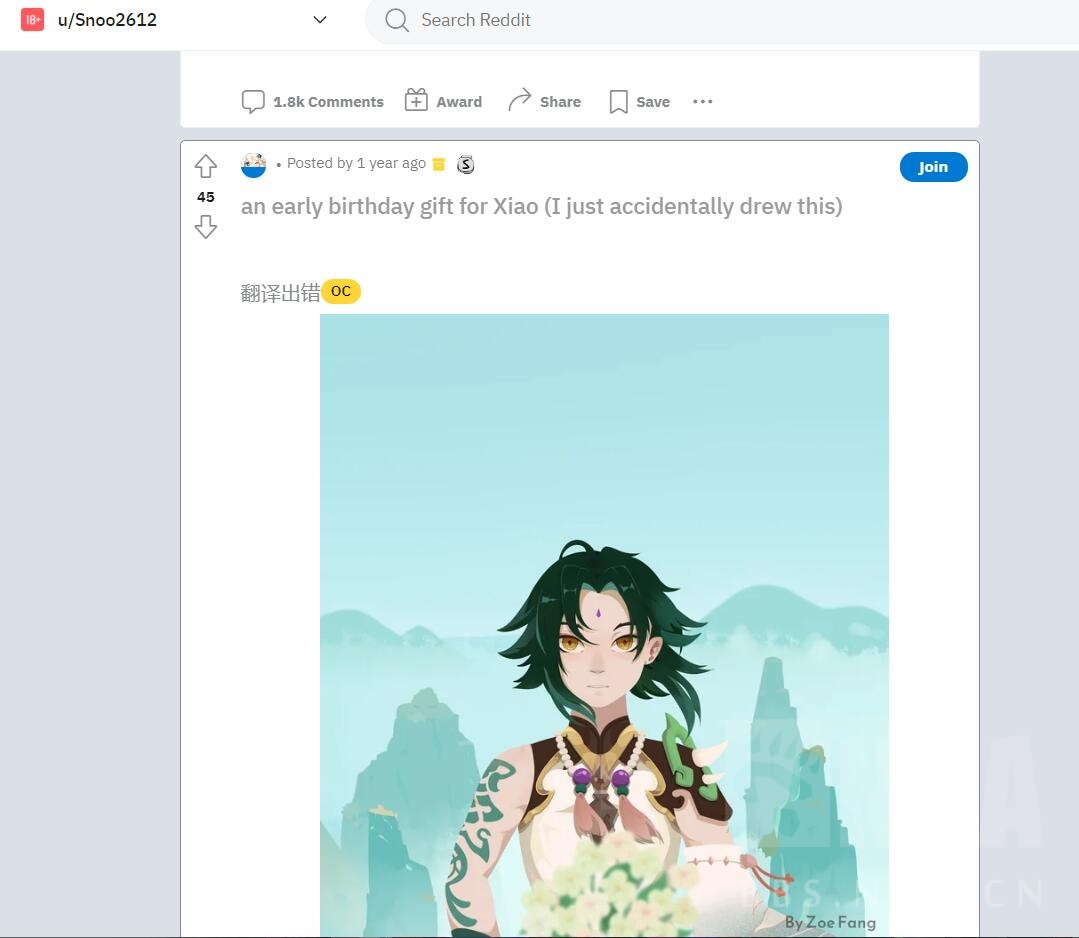 18+ u/Snoo2612 Search Reddit
1.8k Comments Award Share Save
• Posted by 1 year ago S Join
45
an early birthday gift for Xiao (I just accidentally drew this)
翻译出错 OC
By Zoe Fang